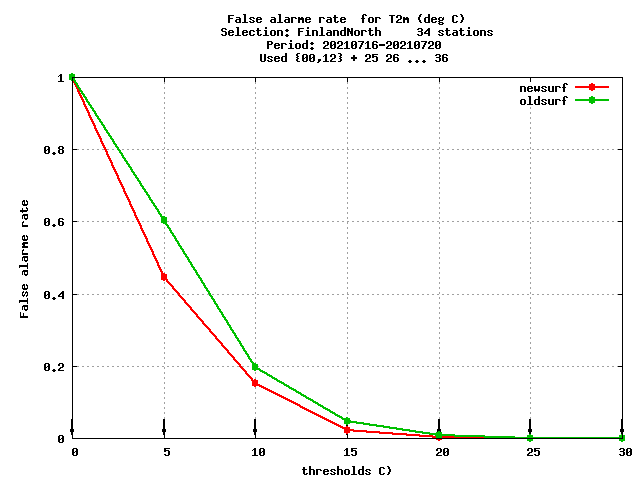 False alarme rate  for T2m (deg C)
Selection: FinlandNorth     34 stations
Period: 20210716-20210720
Used {00,12} + 25 26 ... 36
newsurf
oldsurf
1
0.8
0.6
0.4
0.2
0
False alarme rate
0 5 10 15 20 25 30
thresholds C)